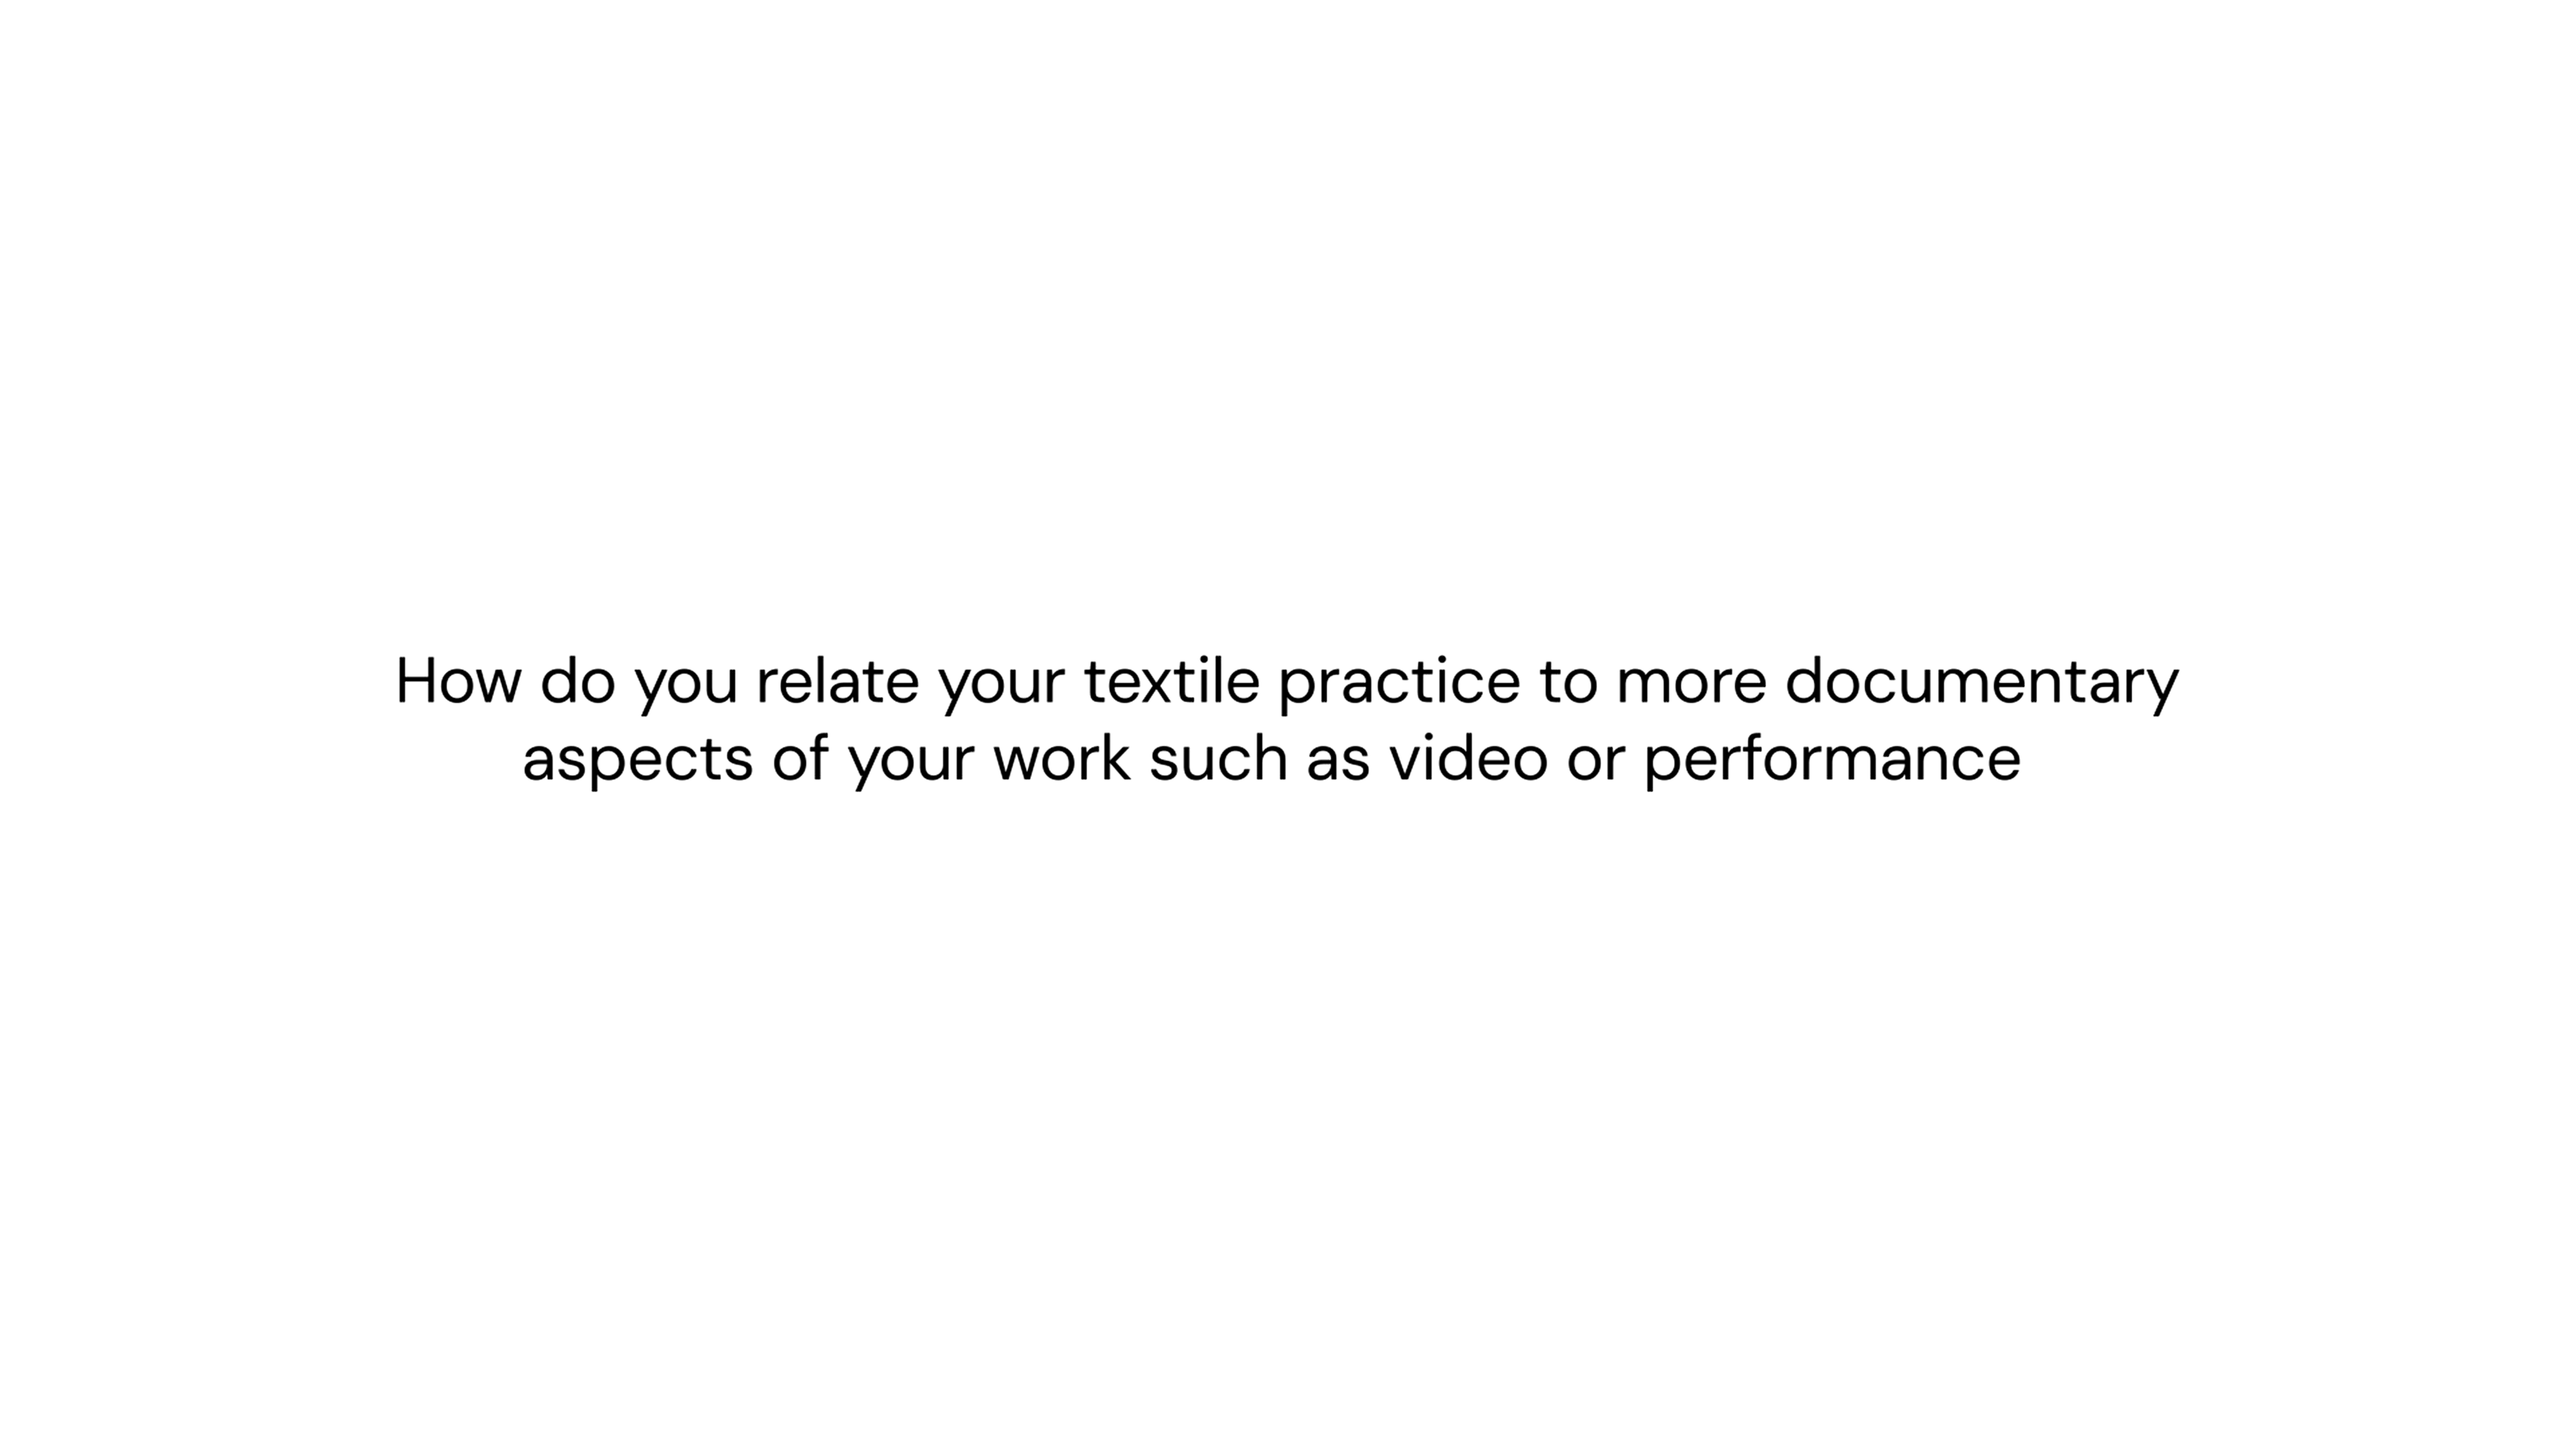 How do you relate your textile practice to more documentary
aspects of your work such as video or performance